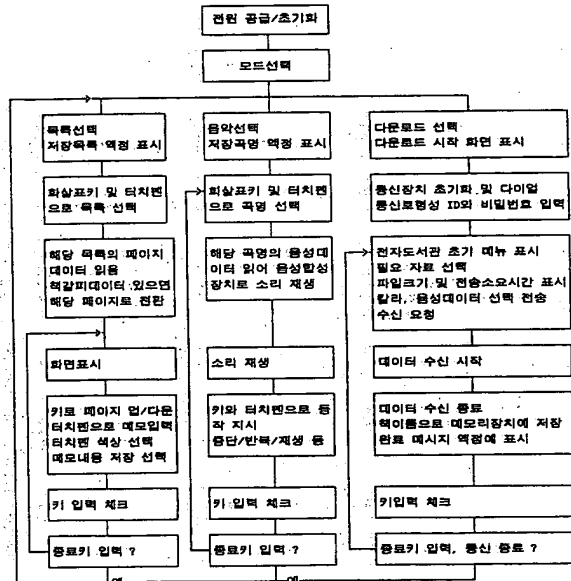 전원 공급/초기화
모드선택
목록선택
저장목록 액정 표시
화살표키 및 터치펜
으로 목록 선택
해당 목록의 페이지
데이터 읽음
책갈피데이터 있으면
해당 페이지로 전환
화면표시
키로 페이지 업/다운
터치펜으로 메모입력
터치펜 색상 선택
메모내용 저장 선택
키 입력 체크
종료키 입력 ?
예
음악선택
저장곡명 액정 표시
화살표키 및 터치펜
으로 곡명 선택
해당 곡명의 음성데
이터 읽어 음성합성
장치로 소리 재생
소리 재생
키와 터치펜으로 동
작 지시
중단/반복/재생 등
키 입력 체크
종료키 입력 ?
예
다운로드 선택
다운로드 시작 화면 표시
통신장치 초기화 및 다이얼
통신로형성 ID와 비밀번호 입력
전자도서관 초기 메뉴 표시
필요 자료 선택
파일크기 및 전송소요시간 표시
칼라, 음성데이터 선택 전송
수신 요청
데이터 수신 시작
데이터 수신 종료
책이름으로 메모리장치에 저장
완료 메시지 액정에 표시
키입력 체크
종료키 입력, 통신 종료 ?